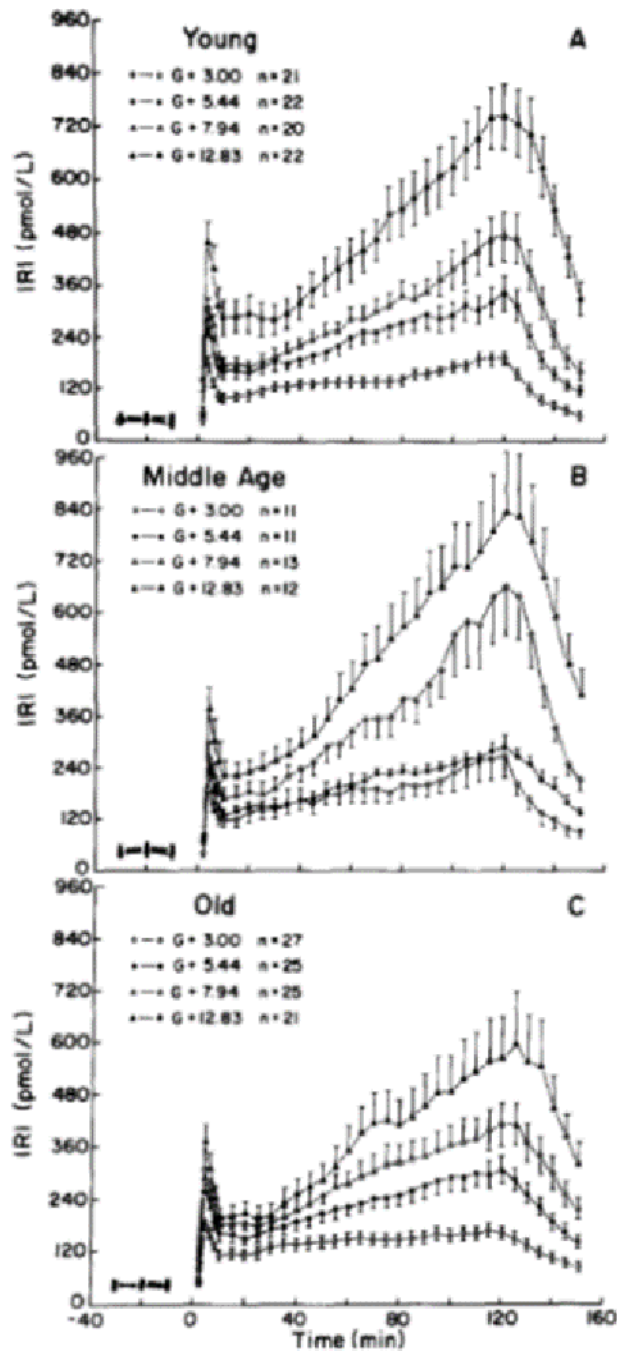 960
Young
A
840
G + 3.00 n=21
G + 5.44 n=22
720
G + 7.94 n=20
G + 12.83 n=22
600
480
360
240
120
0
IRI (pmol/L)
960
Middle Age
B
840
G + 3.00 n=11
G + 5.44 n=11
720
G + 7.94 n=13
G + 12.83 n=12
600
480
360
240
120
0
IRI (pmol/L)
960
Old
C
840
G + 3.00 n=27
G + 5.44 n=25
720
G + 7.94 n=25
G + 12.83 n=21
600
480
360
240
120
0
IRI (pmol/L)
-40 0 40 80 120 160
Time (min)